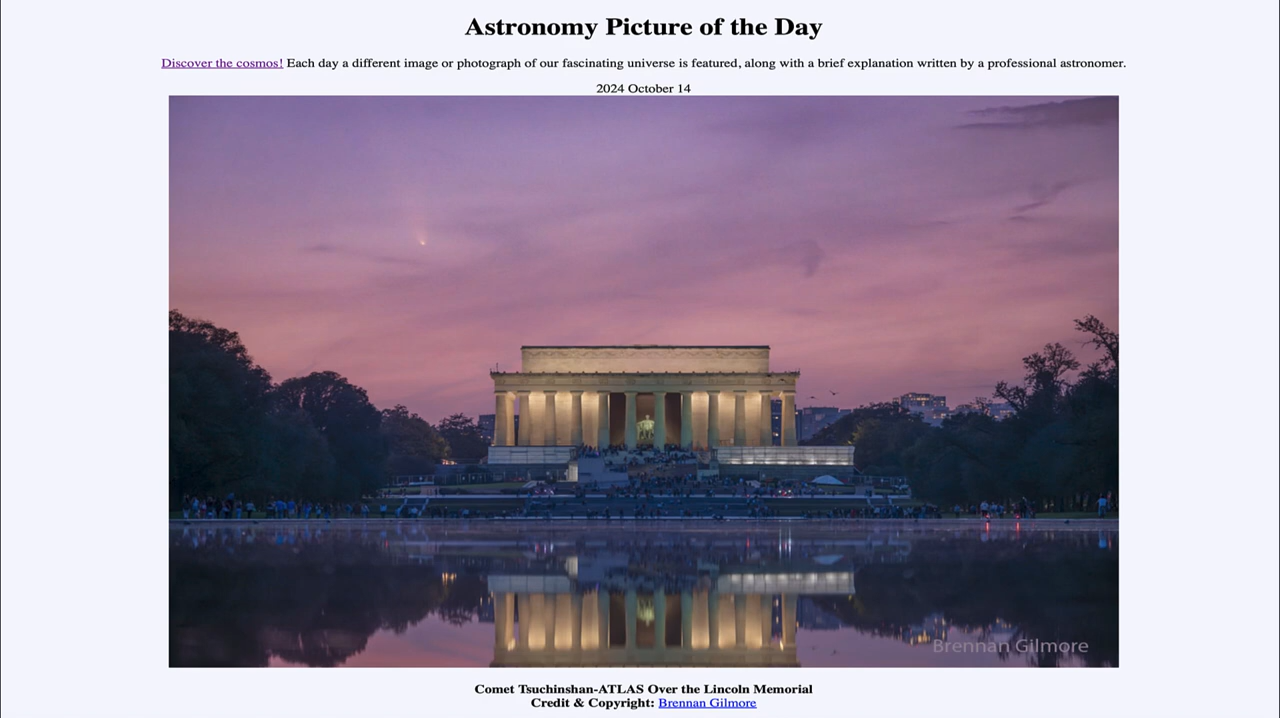 Astronomy Picture of the Day
Discover the cosmos! Each day a different image or photograph of our fascinating universe is featured, along with a brief explanation written by a professional astronomer.
2024 October 14
Brennan Gilmore
Comet Tsuchinshan-ATLAS Over the Lincoln Memorial
Credit & Copyright: Brennan Gilmore